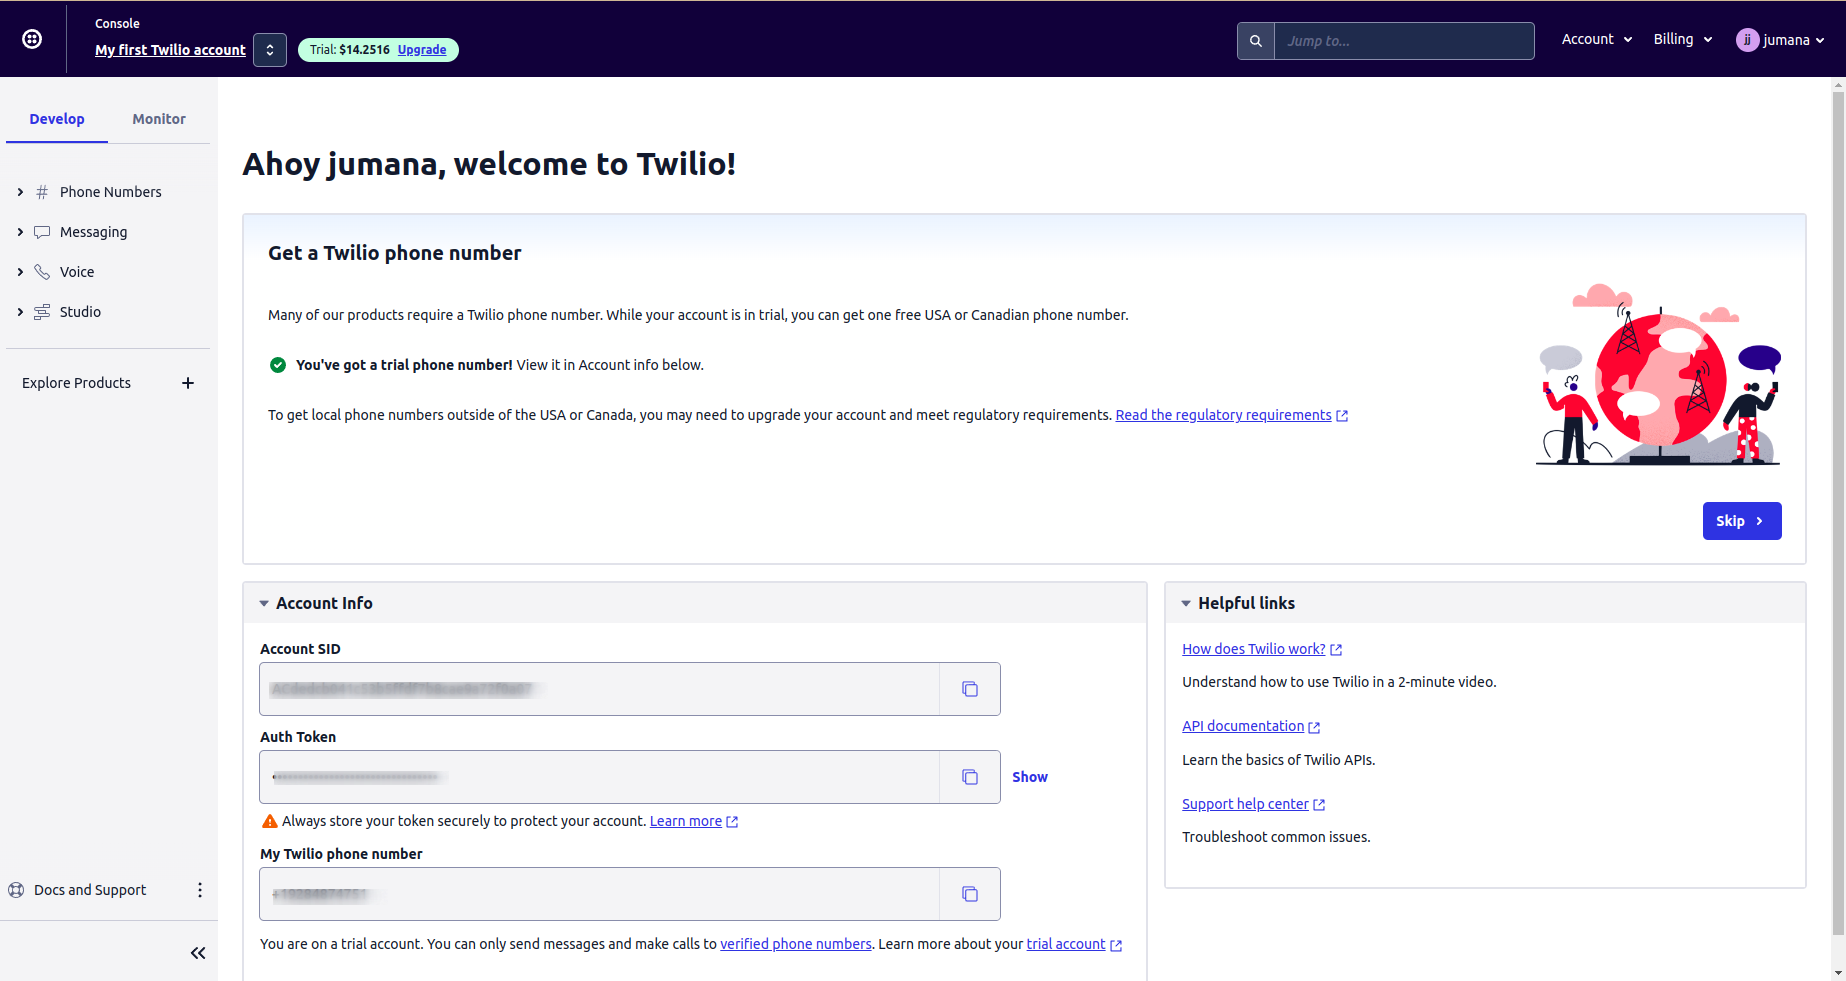 Console
My first Twilio account
Trial: $14.2516 Upgrade
Jump to...
Account
Billing
jj jumana
Develop Monitor
Phone Numbers
Messaging
Voice
Studio
Explore Products
Docs and Support
Ahoy jumana, welcome to Twilio!
Get a Twilio phone number
Many of our products require a Twilio phone number. While your account is in trial, you can get one free USA or Canadian phone number.
You've got a trial phone number! View it in Account info below.
To get local phone numbers outside of the USA or Canada, you may need to upgrade your account and meet regulatory requirements. Read the regulatory requirements
Skip
Account Info
Account SID
Auth Token
Show
Always store your token securely to protect your account. Learn more
My Twilio phone number
You are on a trial account. You can only send messages and make calls to verified phone numbers. Learn more about your trial account
Helpful links
How does Twilio work?
Understand how to use Twilio in a 2-minute video.
API documentation
Learn the basics of Twilio APIs.
Support help center
Troubleshoot common issues.